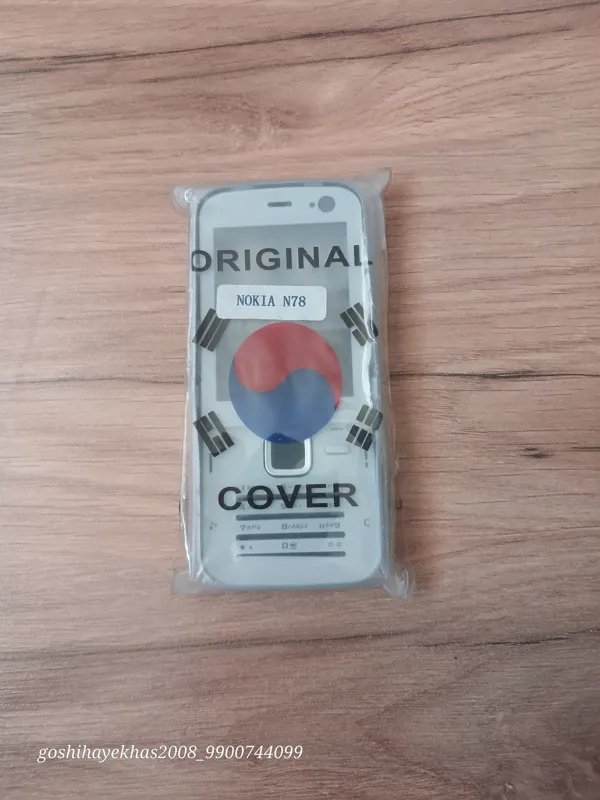 ORIGINAL
NOKIA N78
COVER
goshihayekhas2008_9900744099